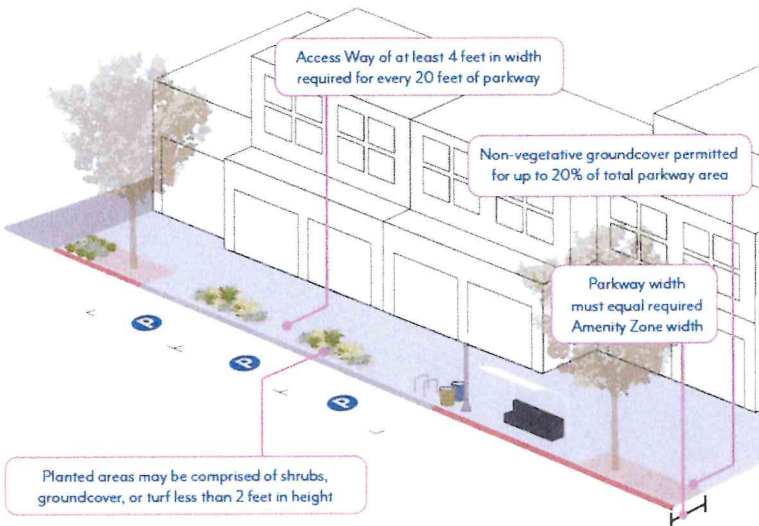 Access Way of at least 4 feet in width
required for every 20 feet of parkway
Non-vegetative groundcover permitted
for up to 20% of total parkway area
Parkway width
must equal required
Amenity Zone width
P
P
P
Planted areas may be comprised of shrubs,
groundcover, or turf less than 2 feet in height